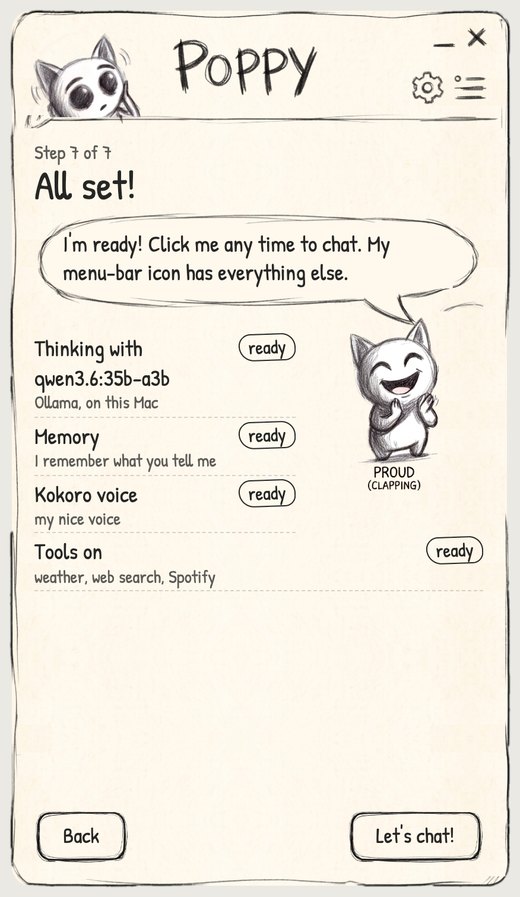 POPPY
Step 7 of 7
All set!
I'm ready! Click me any time to chat. My
menu-bar icon has everything else.
Thinking with
qwen3.6:35b-a3b
ready
Ollama, on this Mac
Memory
ready
I remember what you tell me
Kokoro voice
ready
my nice voice
PROUD
(CLAPPING)
Tools on
ready
weather, web search, Spotify
Back
Let's chat!